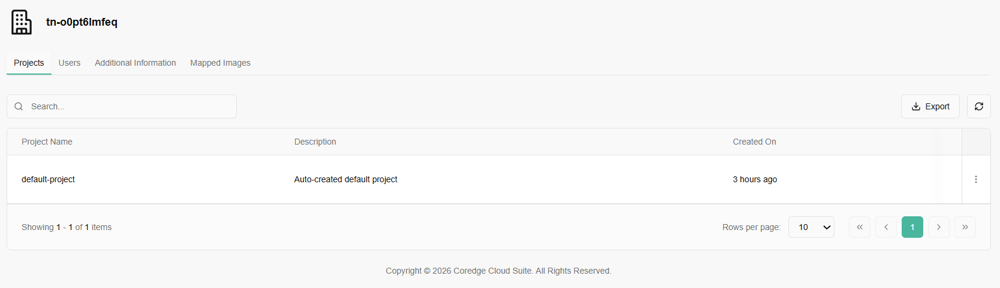 tn-o0pt6lmfeq
Projects Users Additional Information Mapped Images
Search... Export
Project Name Description Created On
default-project Auto-created default project 3 hours ago
Showing 1 - 1 of 1 items Rows per page: 10 « ‹ 1 › »
Copyright © 2026 Coredge Cloud Suite. All Rights Reserved.